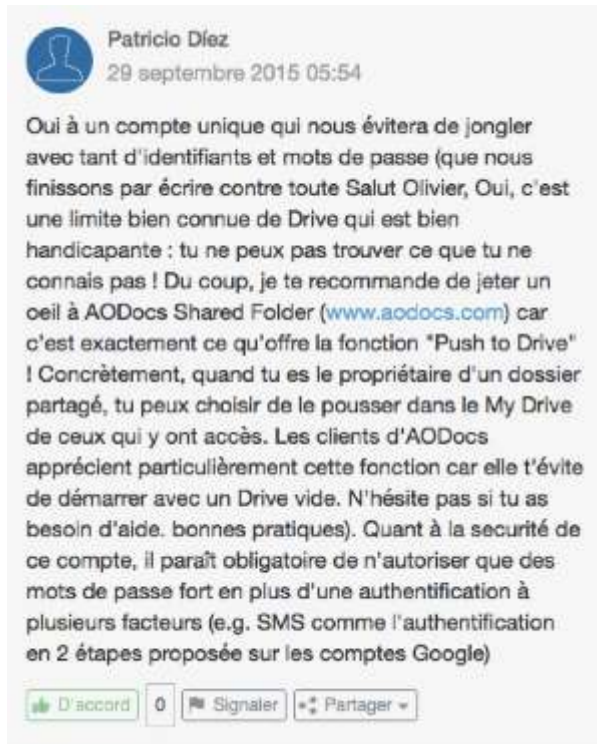 Patricio Díez
29 septembre 2015 05:54
Oui à un compte unique qui nous évitera de jongler
avec tant d'identifiants et mots de passe (que nous
finissons par écrire contre toute Salut Olivier, Oui, c'est
une limite bien connue de Drive qui est bien
handicapante : tu ne peux pas trouver ce que tu ne
connais pas ! Du coup, je te recommande de jeter un
oeil à AODocs Shared Folder (www.aodocs.com) car
c'est exactement ce qu'offre la fonction "Push to Drive"
! Concrètement, quand tu es le propriétaire d'un dossier
partagé, tu peux choisir de le pousser dans le My Drive
de ceux qui y ont accès. Les clients d'AODocs
apprécient particulièrement cette fonction car elle t'évite
de démarrer avec un Drive vide. N'hésite pas si tu as
besoin d'aide. bonnes pratiques). Quant à la securité de
ce compte, il paraît obligatoire de n'autoriser que des
mots de passe fort en plus d'une authentification à
plusieurs facteurs (e.g. SMS comme l'authentification
en 2 étapes proposée sur les comptes Google)
D'accord 0 Signaler Partager